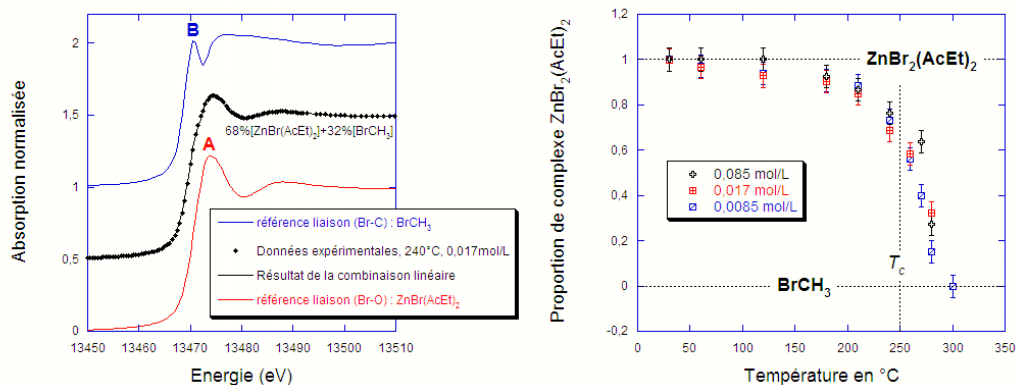 B
2
1,5
1
0,5
0
68%[ZnBr(AcEt)2]+32%[BrCH3]
A
référence liaison (Br-C) : BrCH3
Données expérimentales, 240°C, 0,017mol/L
Résultat de la combinaison linéaire
référence liaison (Br-O) : ZnBr(AcEt)2
13450 13460 13470 13480 13490 13500 13510
Energie (eV)
Absorption normalisée
1,2
1
0,8
0,6
0,4
0,2
0
-0,2
ZnBr2(AcEt)2
0,085 mol/L
0,017 mol/L
0,0085 mol/L
Tc
BrCH3
0 50 100 150 200 250 300 350
Température en °C
Proportion de complexe ZnBr2(AcEt)2